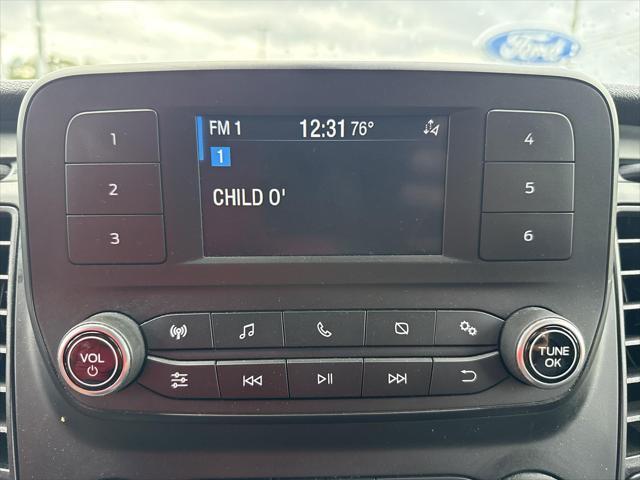 Ford
FM 1 12:31 76°
1
CHILD O'
1
2
3
4
5
6
VOL
TUNE
OK